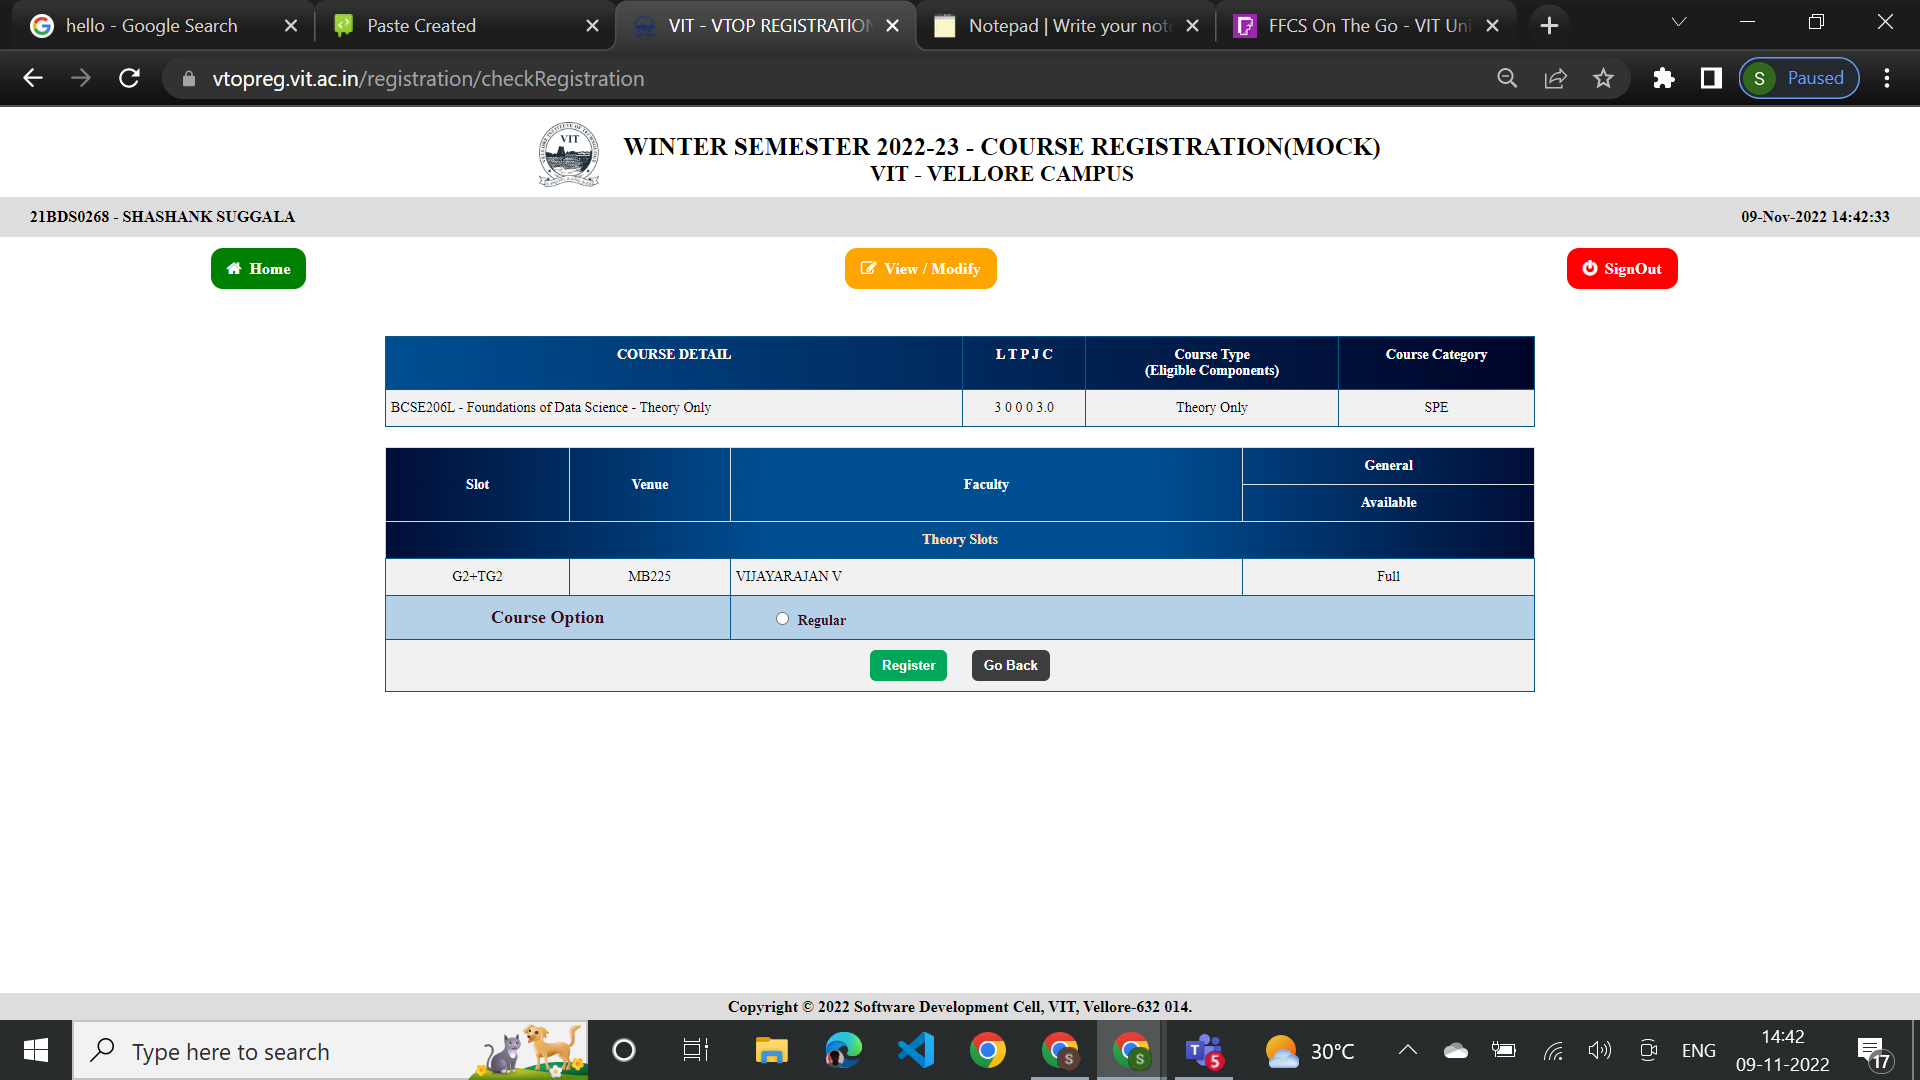 hello - Google Search
Paste Created
VIT - VTOP REGISTRATION
Notepad | Write your note
FFCS On The Go - VIT Uni
vtopreg.vit.ac.in/registration/checkRegistration
S Paused
VIT
WINTER SEMESTER 2022-23 - COURSE REGISTRATION(MOCK)
VIT - VELLORE CAMPUS
21BDS0268 - SHASHANK SUGGALA
09-Nov-2022 14:42:33
Home
View / Modify
SignOut
COURSE DETAIL
L T P J C
Course Type
(Eligible Components)
Course Category
BCSE206L - Foundations of Data Science - Theory Only
3 0 0 0 3.0
Theory Only
SPE
Slot
Venue
Faculty
General
Available
Theory Slots
G2+TG2
MB225
VIJAYARAJAN V
Full
Course Option
Regular
Register
Go Back
Copyright © 2022 Software Development Cell, VIT, Vellore-632 014.
Type here to search
S
S
T
5
30°C
ENG
14:42
09-11-2022
17